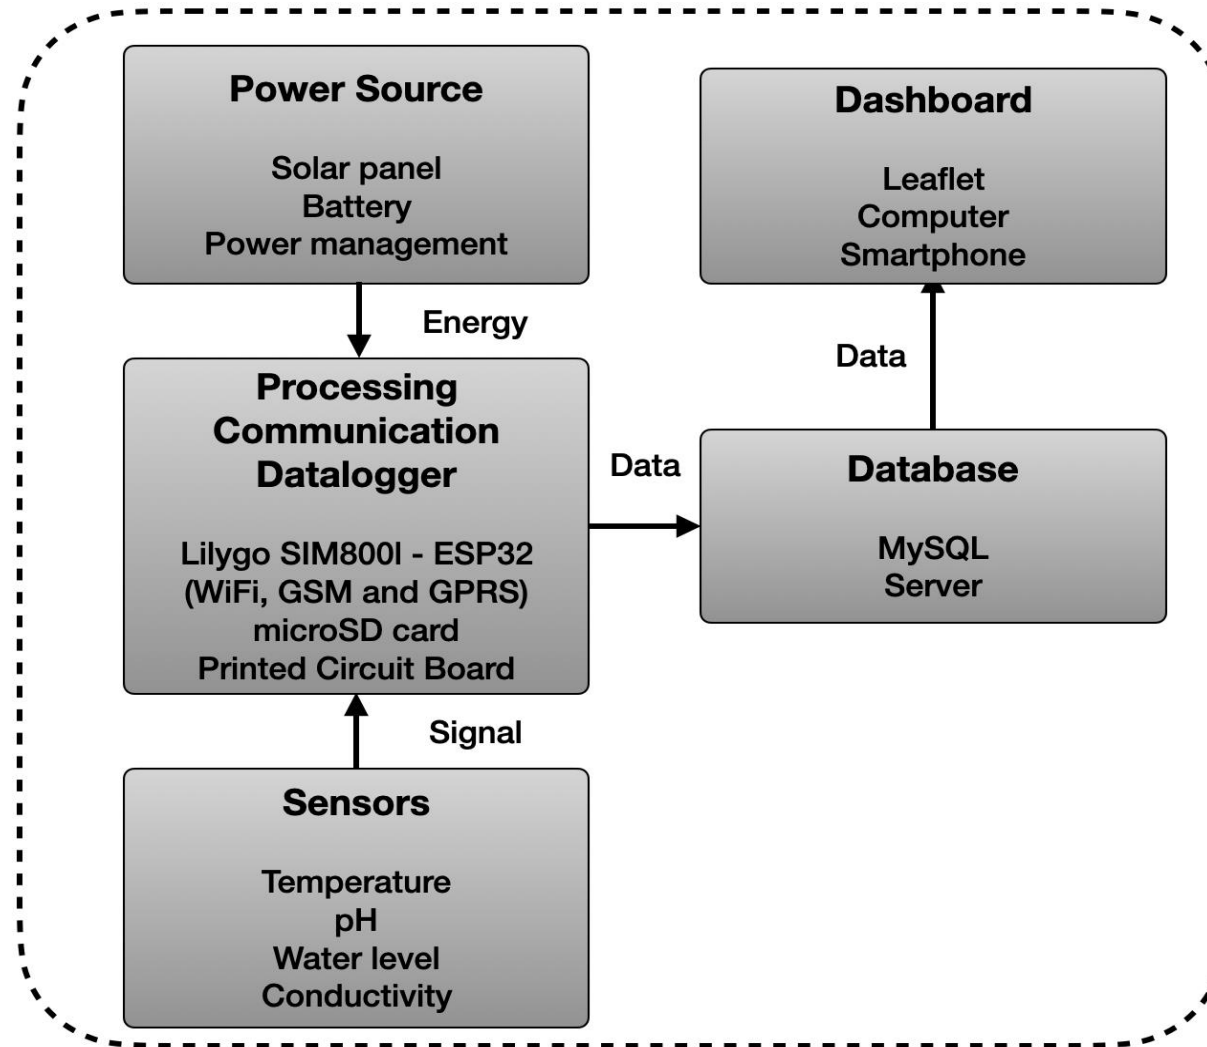 Power Source
Solar panel
Battery
Power management
Energy
Processing
Communication
Datalogger
Lilygo SIM800l - ESP32
(WiFi, GSM and GPRS)
microSD card
Printed Circuit Board
Signal
Sensors
Temperature
pH
Water level
Conductivity
Data
Database
MySQL
Server
Data
Dashboard
Leaflet
Computer
Smartphone